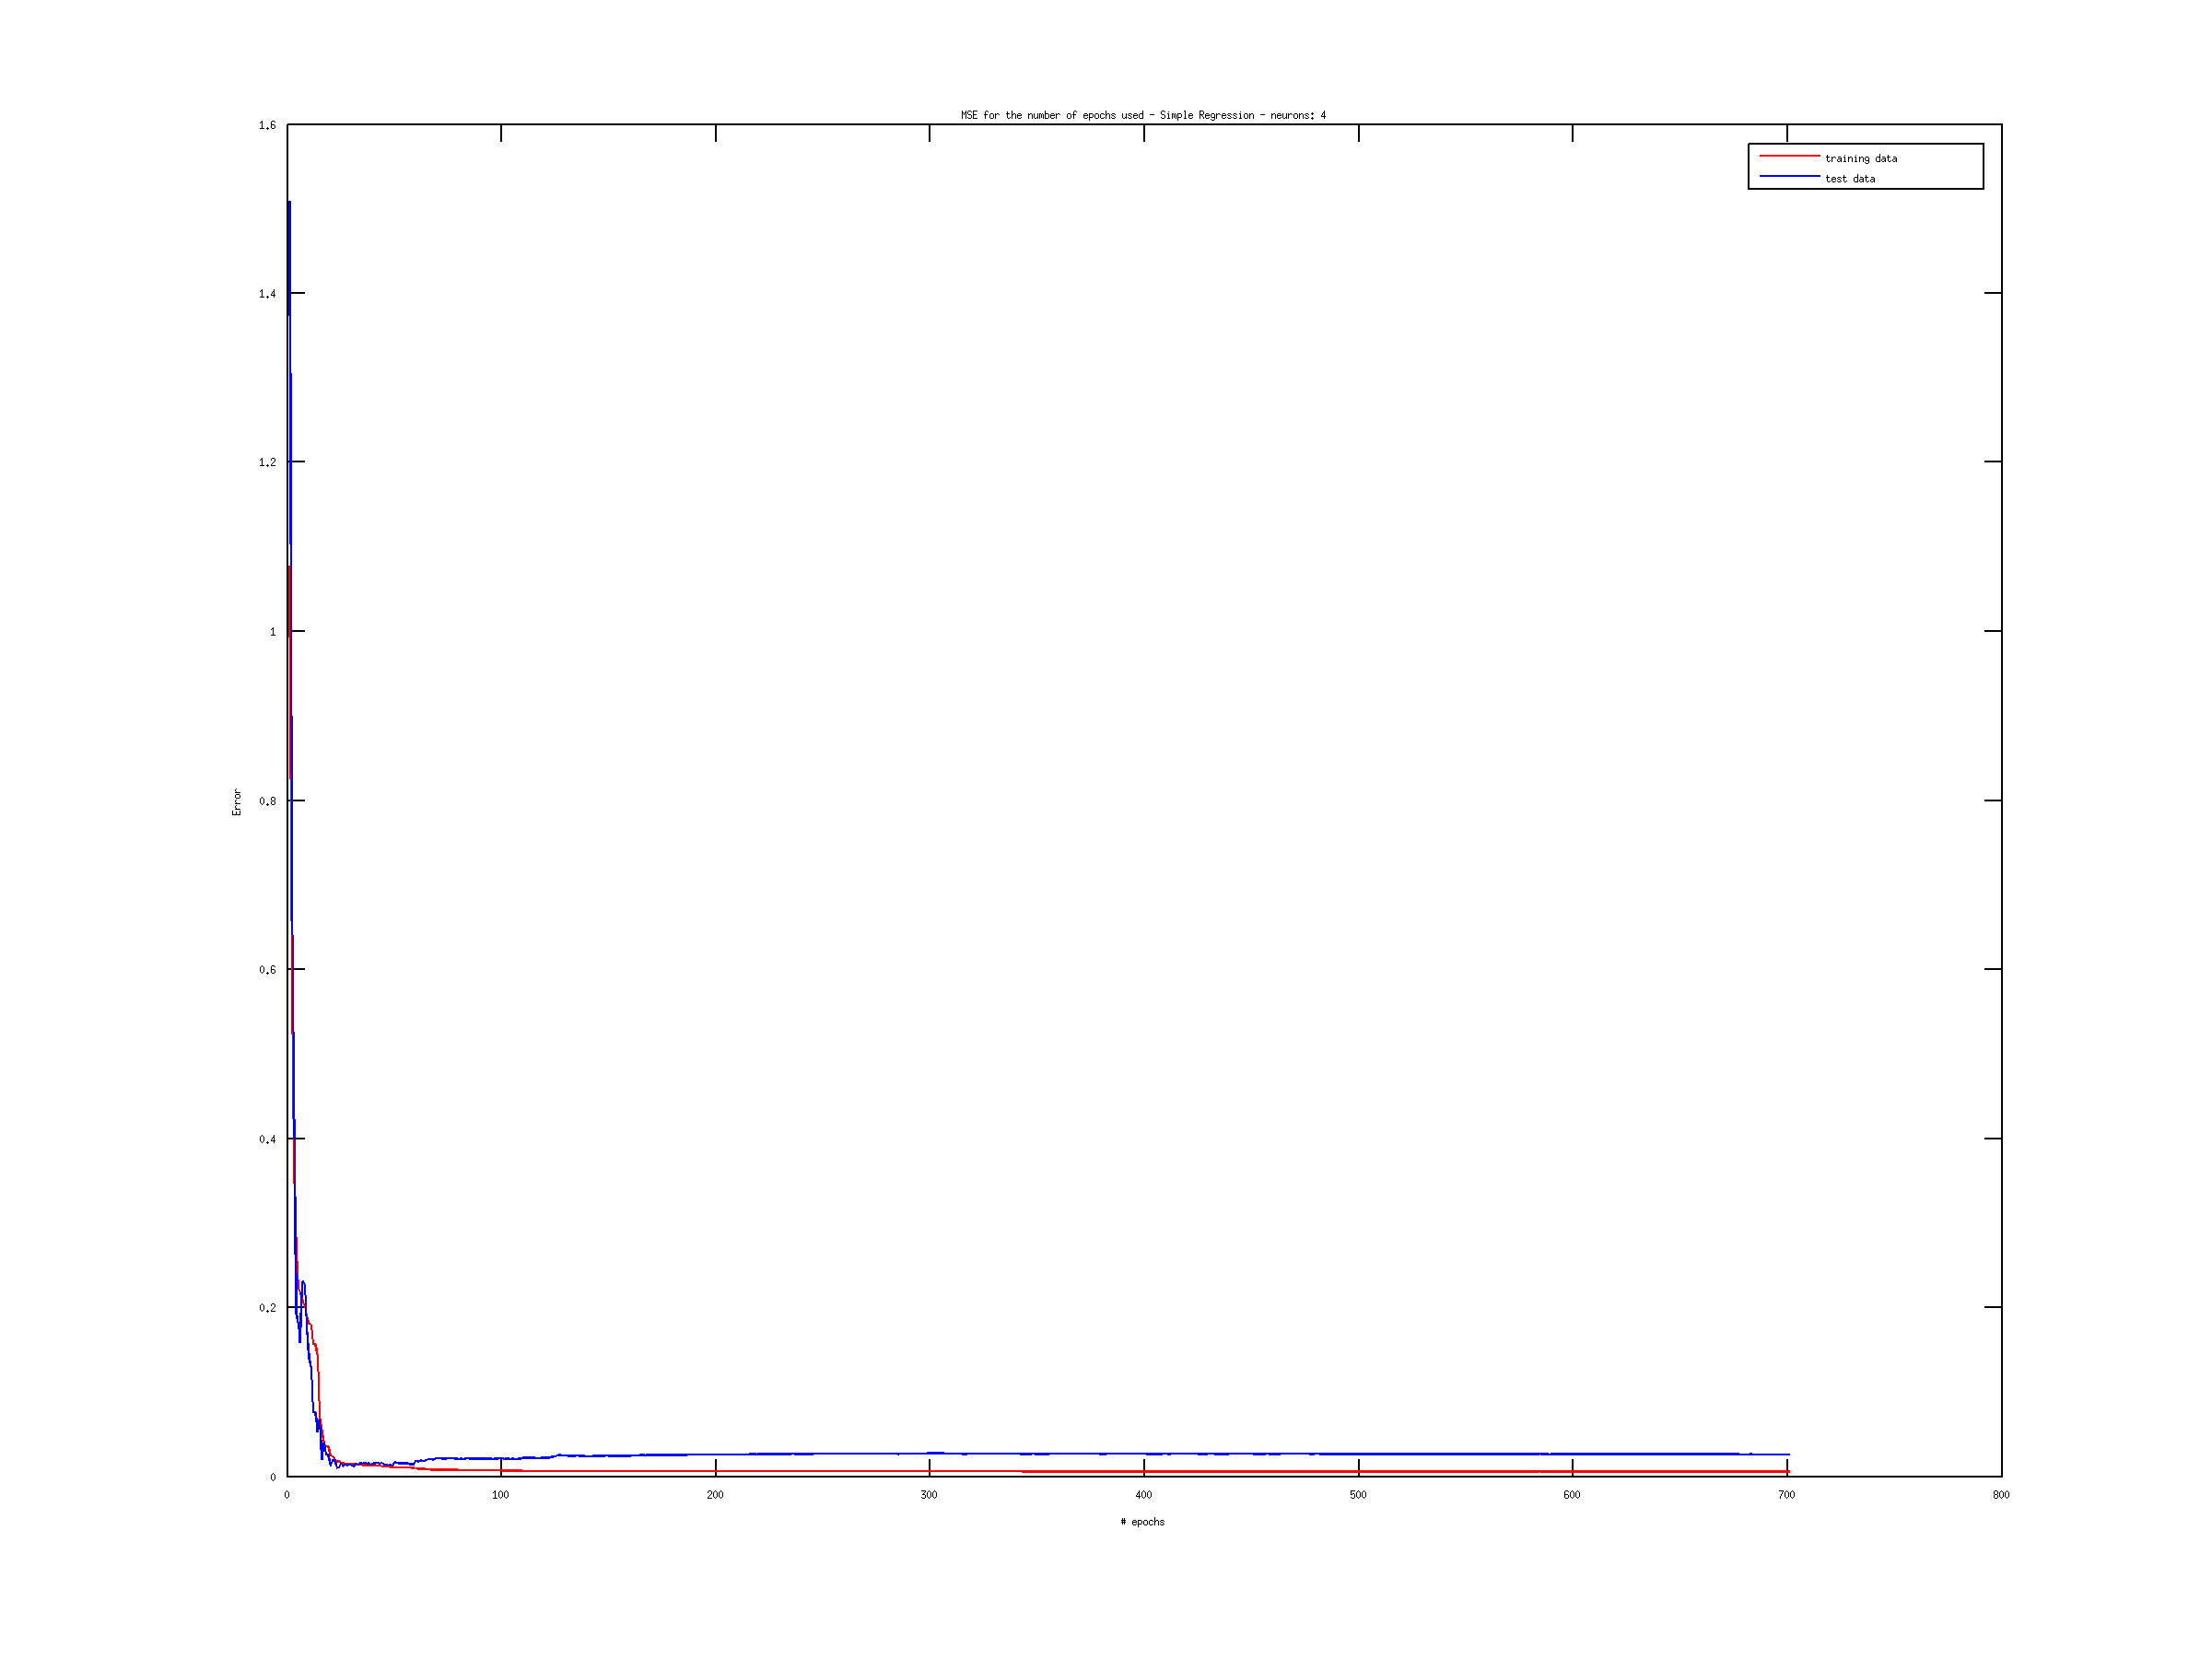 MSE for the number of epochs used - Simple Regression - neurons: 4
1.6
training data
test data
1.4
1.2
1
0.8
Error
0.6
0.4
0.2
0
0 100 200 300 400 500 600 700 800
# epochs